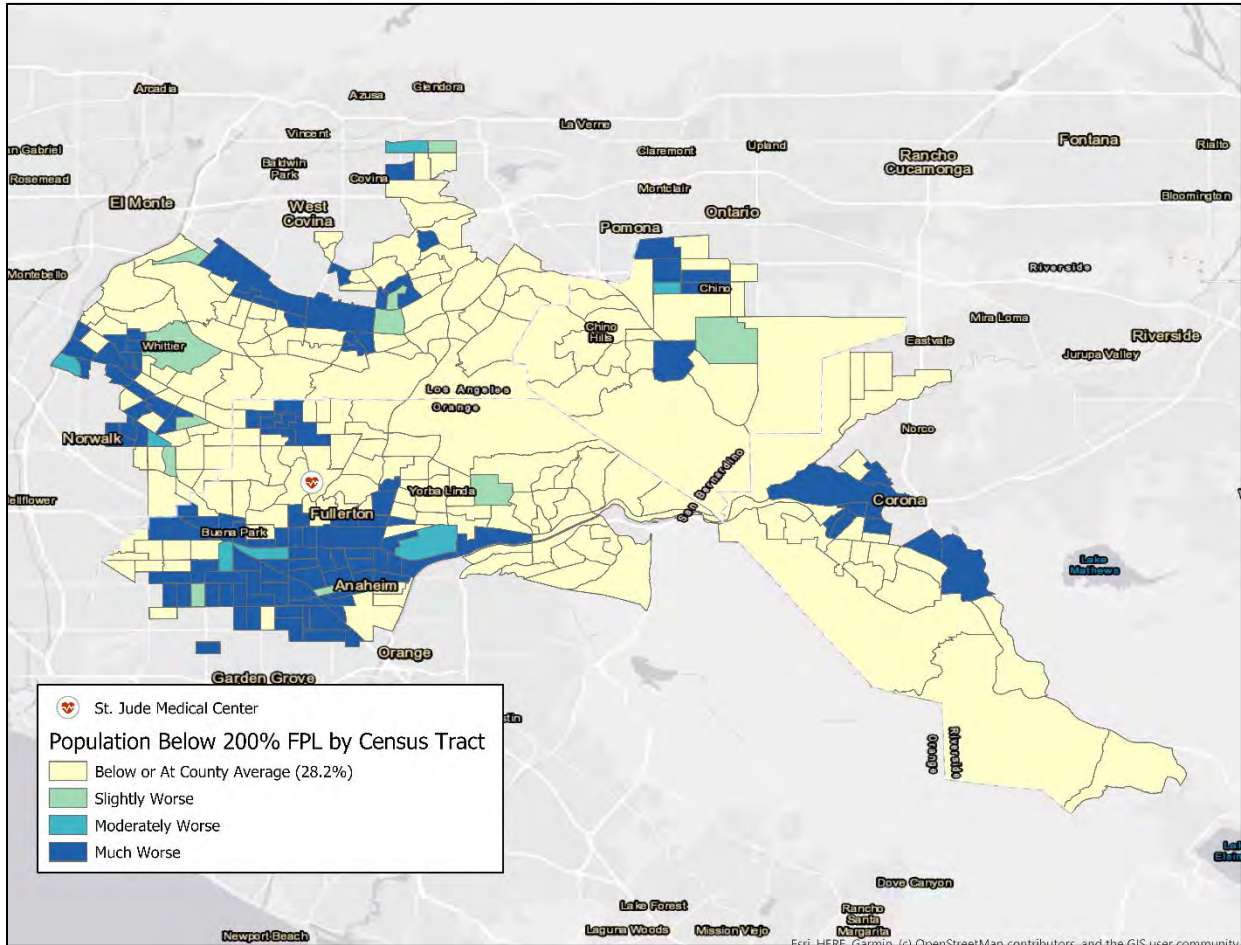 Arcadia
Azusa
Glendora
La Verne
Vincent
Claremont
Upland
Fontana
an Gabriel
Baldwin
Park
Rancho
Cucamonga
Rialto
Rosemead
Covina
Montclair
Bloomington
El Monte
West
Covina
Ontario
Pomona
Montebello
Riverside
Chino
Mira Loma
Chino
Hills
Eastvale
Riverside
Whittier
Jurupa Valley
Los Angeles
Orange
Norwalk
Norco
San Bernardino
ellflower
Yorba Linda
Corona
Fullerton
Buena Park
Lake
Mathews
Anaheim
Orange
Garden Grove
stin
Riverside
Orange
St. Jude Medical Center
Population Below 200% FPL by Census Tract
Below or At County Average (28.2%)
Slightly Worse
Moderately Worse
Much Worse
Dove Canyon
Lake Forest
Rancho
Santa
Margarita
Laguna Woods
Mission Viejo
Newport Beach
Esri, HERE, Garmin, (c) OpenStreetMap contributors, and the GIS user community